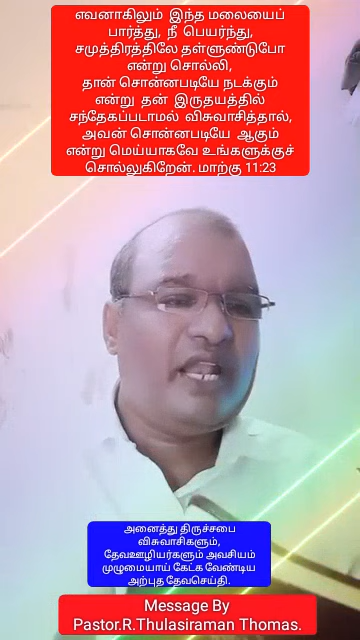 எவனாகிலும் இந்த மலையைப்
பார்த்து, நீ பெயர்ந்து,
சமுத்திரத்திலே தள்ளுண்டுபோ
என்று சொல்லி,
தான் சொன்னபடியே நடக்கும்
என்று தன் இருதயத்தில்
சந்தேகப்படாமல் விசுவாசித்தால்,
அவன் சொன்னபடியே ஆகும்
என்று மெய்யாகவே உங்களுக்குச்
சொல்லுகிறேன். மாற்கு 11:23
அனைத்து திருச்சபை
விசுவாசிகளும்,
தேவஊழியர்களும் அவசியம்
முழுமையாய் கேட்க வேண்டிய
அற்புத தேவசெய்தி.
Message By
Pastor.R.Thulasiraman Thomas.